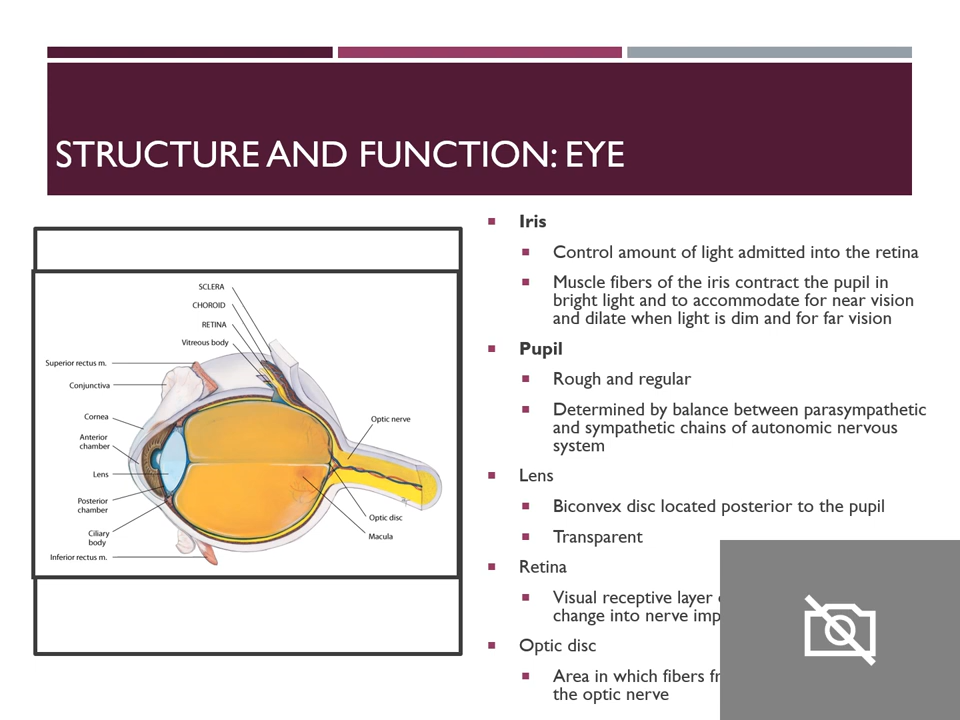 STRUCTURE AND FUNCTION: EYE
SCLERA
CHOROID
RETINA
Vitreous body
Superior rectus m.
Conjunctiva
Cornea
Anterior
chamber
Lens
Posterior
chamber
Ciliary
body
Inferior rectus m.
Optic nerve
Optic disc
Macula
Iris
Control amount of light admitted into the retina
Muscle fibers of the iris contract the pupil in
bright light and to accommodate for near vision
and dilate when light is dim and for far vision
Pupil
Rough and regular
Determined by balance between parasympathetic
and sympathetic chains of autonomic nervous
system
Lens
Biconvex disc located posterior to the pupil
Transparent
Retina
Visual receptive layer
change into nerve
Optic disc
Area in which fibers
the optic nerve